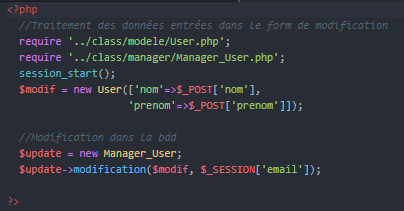 <?php
//Traitement des données entrées dans le form de modification
require '../class/modele/User.php';
require '../class/manager/Manager_User.php';
session_start();
$modif = new User(['nom'=>$_POST['nom'],
'prenom'=>$_POST['prenom']]);
//Modification dans la bdd
$update = new Manager_User;
$update->modification($modif, $_SESSION['email']);
?>